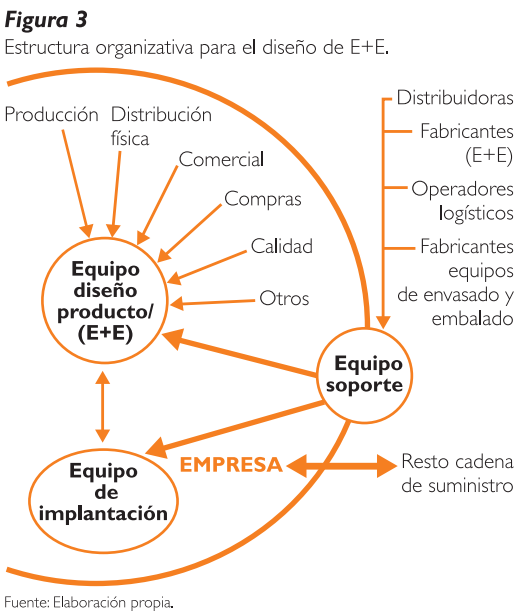 Figura 3
Estructura organizativa para el diseño de E+E.
Producción
Distribución
física
Comercial
Compras
Calidad
Otros
Equipo
diseño
producto/
(E+E)
Distribuidoras
Fabricantes
(E+E)
Operadores
logísticos
Fabricantes
equipos
de envasado y
embalado
Equipo
soporte
Equipo
de
implantación
EMPRESA
Resto cadena
de suministro
Fuente: Elaboración propia.